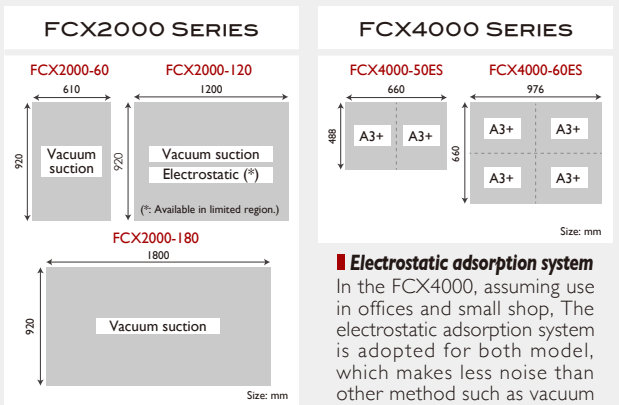 FCX2000 SERIES
FCX2000-60
610
920
Vacuum
suction
FCX2000-120
1200
920
Vacuum suction
Electrostatic (*)
(*: Available in limited region.)
FCX2000-180
1800
920
Vacuum suction
Size: mm
FCX4000 SERIES
FCX4000-50ES
660
488
A3+ A3+
FCX4000-60ES
976
660
A3+ A3+
A3+ A3+
Size: mm
Electrostatic adsorption system
In the FCX4000, assuming use
in offices and small shop, The
electrostatic adsorption system
is adopted for both model,
which makes less noise than
other method such as vacuum